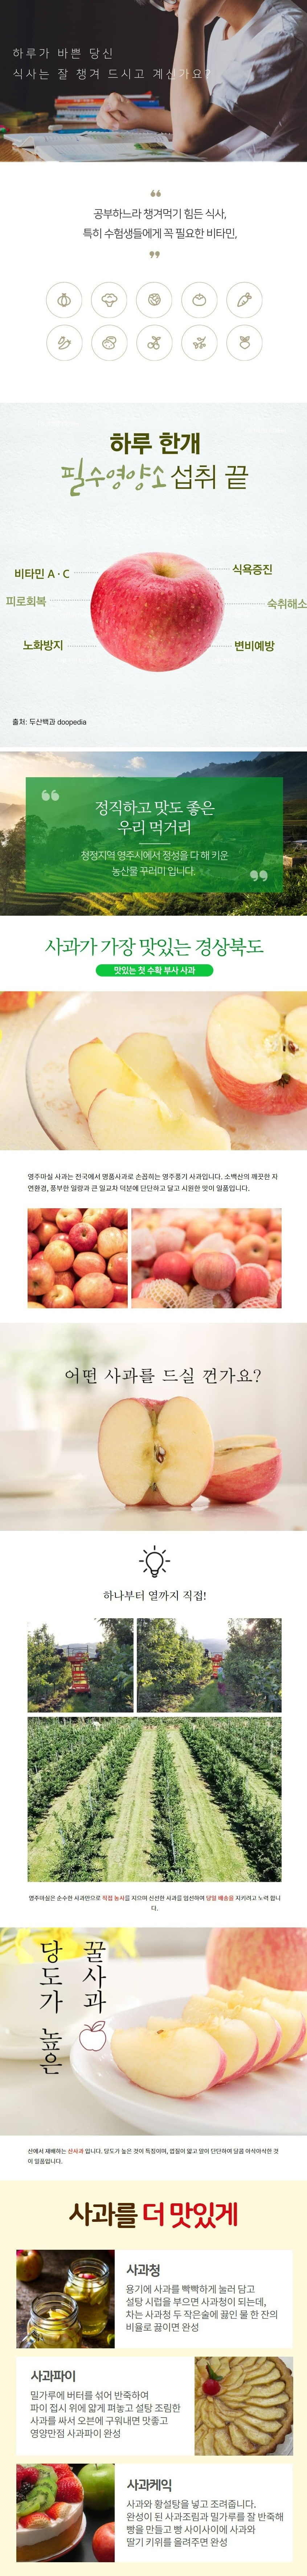 하루가 바쁜 당신
식사는 잘 챙겨 드시고 계신가요?
공부하느라 챙겨먹기 힘든 식사,
특히 수험생들에게 꼭 필요한 비타민,
하루 한개
필수영양소 섭취 끝
비타민 A · C
식욕증진
피로회복
숙취해소
노화방지
변비예방
출처: 두산백과 doopedia
정직하고 맛도 좋은
우리 먹거리
청정지역 영주시에서 정성을 다 해 키운
농산물 꾸러미 입니다.
사과가 가장 맛있는 경상북도
맛있는 첫 수확 부사 사과
영주마실 사과는 전국에서 명품사과로 손꼽히는 영주풍기 사과입니다. 소백산의 깨끗한 자
연환경, 풍부한 일량과 큰 일교차 덕분에 단단하고 달고 시원한 맛이 일품입니다.
어떤 사과를 드실 껀가요?
하나부터 열까지 직접!
영주마실은 순수한 사과만으로 직접 농사를 지으며 신선한 사과를 엄선하여 당일 배송을 지키려고 노력 합니
다.
꿀사과
당도가 높은
산에서 재배하는 산사과 입니다. 당도가 높은 것이 특징이며, 껍질이 얇고 알이 단단하여 달콤 아삭아삭한 것
이 일품입니다.
사과를 더 맛있게
사과청
용기에 사과를 빡빡하게 눌러 담고
설탕 시럽을 부으면 사과청이 되는데,
차는 사과청 두 작은술에 끓인 물 한 잔의
비율로 끓이면 완성
사과파이
밀가루에 버터를 섞어 반죽하여
파이 접시 위에 얇게 펴놓고 설탕 조림한
사과를 싸서 오븐에 구워내면 맛좋고
영양만점 사과파이 완성
사과케익
사과와 황설탕을 넣고 조려줍니다.
완성이 된 사과조림과 밀가루를 잘 반죽해
빵을 만들고 빵 사이사이에 사과와
딸기 키위를 올려주면 완성